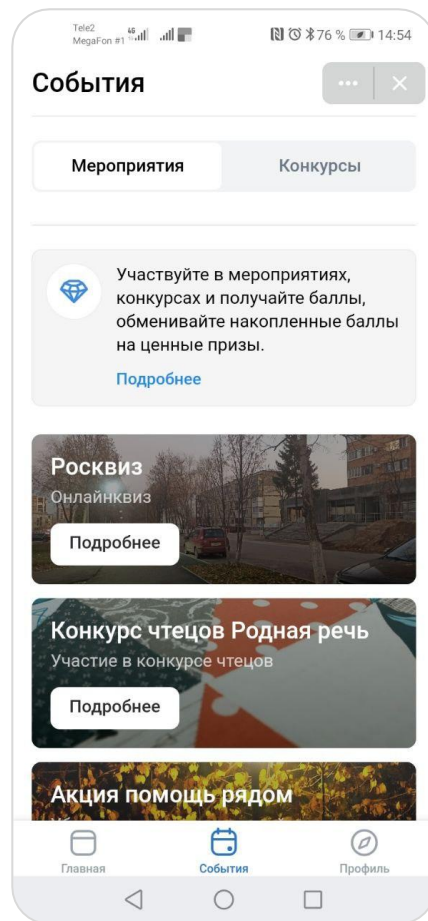 Tele2
MegaFon #1
76 %
14:54
События
Мероприятия
Конкурсы
Участвуйте в мероприятиях,
конкурсах и получайте баллы,
обменивайте накопленные баллы
на ценные призы.
Подробнее
Росквиз
Онлайнквиз
Подробнее
Конкурс чтецов Родная речь
Участие в конкурсе чтецов
Подробнее
Акция помощь рядом
Главная
События
Профиль